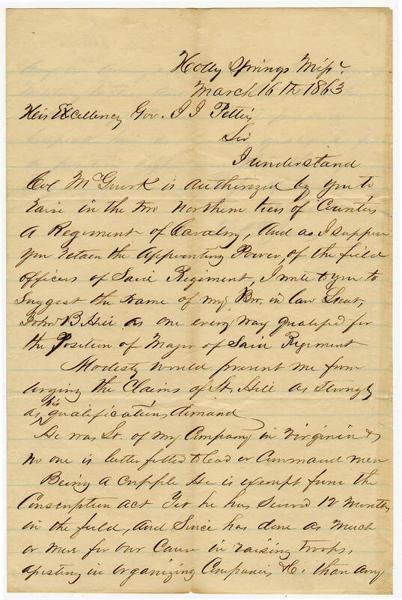 Holly Springs Miss.
March 16th 1863
His Excellency Gov. J J Pettus
Sir
I understand
Col McGuirk is authorized by you to
raise in the two Northern tiers of Counties
a Regiment of Cavalry, and as I suppose
you retain the appointing Power, of the field
Officers of Said Regiment, I write to you to
suggest the name of my Bro. in law Lieut.
John B Hill as one every way qualified for
the Position of Major of Said Regiment
Modesty would prevent me from
urging the Claims of Lt. Hill as strongly
as his qualifications demand
He was Lt. of my Company in Virginia &
no one is better fitted to lead or Command men
Being a cripple He is exempt from the
Conscription act Yet he has served 12 months
in the field, and since has done as much
or more for our Cause in raising troops,
assisting in organizing Companies &c. than any